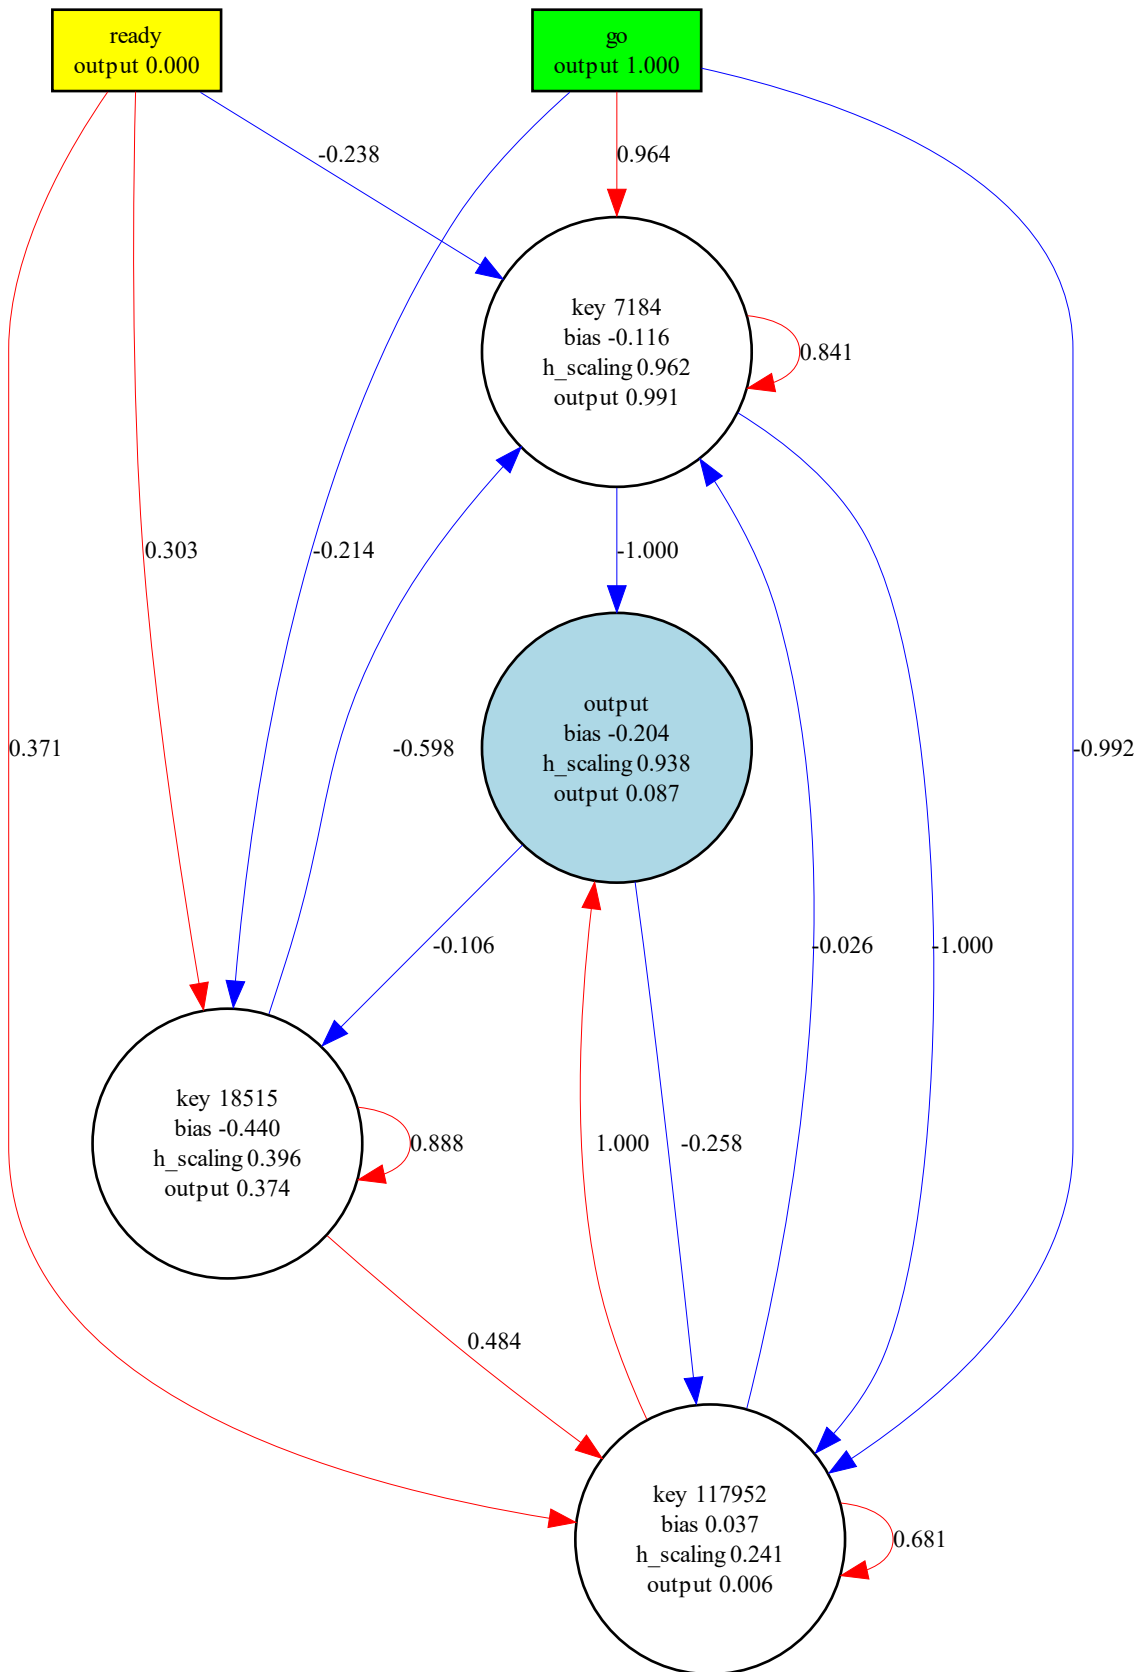 ready
output 0.000
go
output 1.000
-0.238
0.964
key 7184
bias -0.116
h_scaling 0.962
output 0.991
0.841
0.303
-0.214
-1.000
output
bias -0.204
h_scaling 0.938
output 0.087
0.371
-0.598
-0.992
-0.106
-0.026
-1.000
key 18515
bias -0.440
h_scaling 0.396
output 0.374
0.888
1.000
-0.258
0.484
key 117952
bias 0.037
h_scaling 0.241
output 0.006
0.681